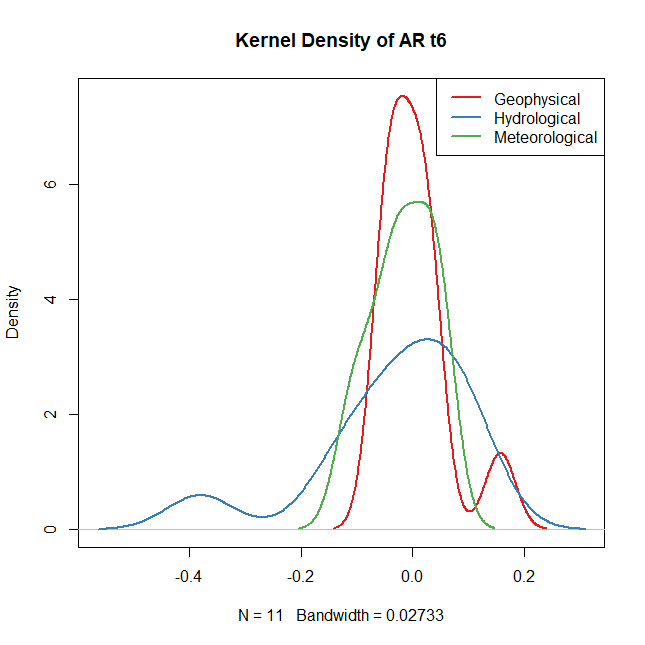 Kernel Density of AR t6
Geophysical
Hydrological
Meteorological
Density
0
2
4
6
-0.4
-0.2
0.0
0.2
N = 11   Bandwidth = 0.02733